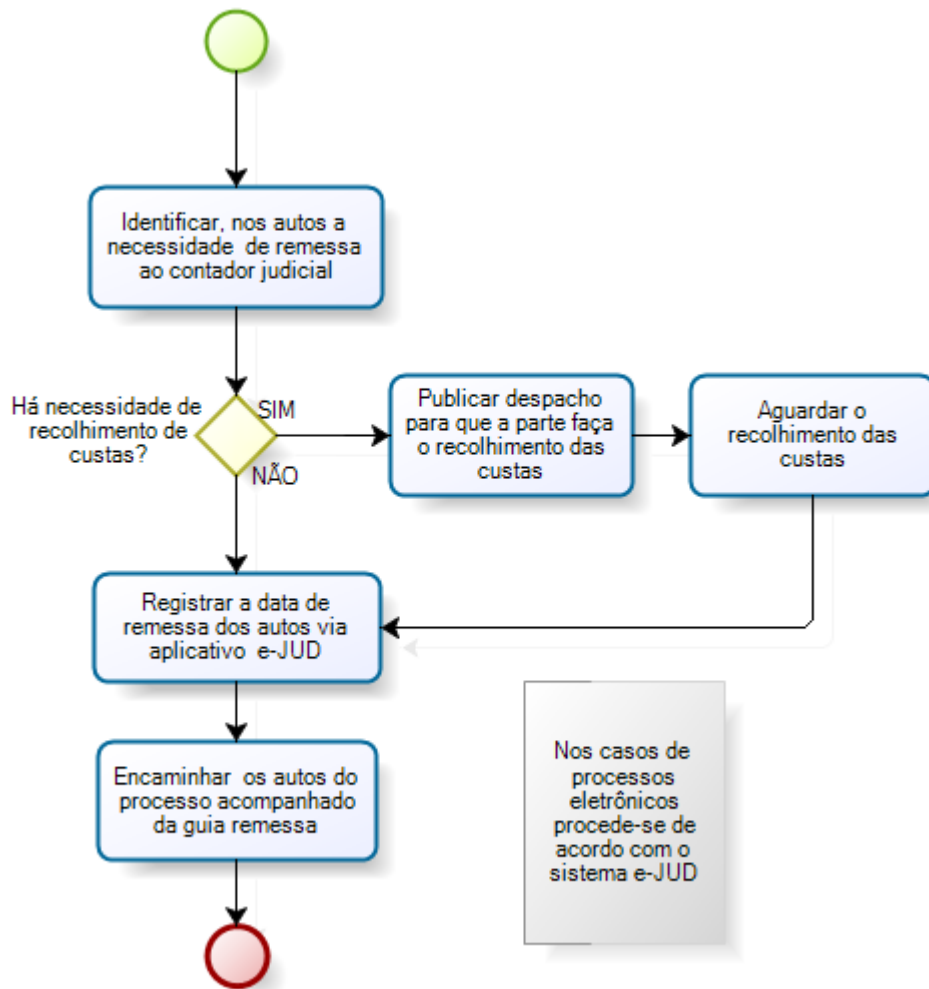 Identificar, nos autos a
necessidade  de remessa
ao contador judicial
Há necessidade de
recolhimento de
custas?
SIM
NÃO
Publicar despacho
para que a parte faça
o recolhimento das
custas
Aguardar o
recolhimento das
custas
Registrar a data de
remessa dos autos via
aplicativo  e-JUD
Encaminhar  os autos do
processo acompanhado
da guia remessa
Nos casos de
processos
eletrônicos
procede-se de
acordo com o
sistema e-JUD